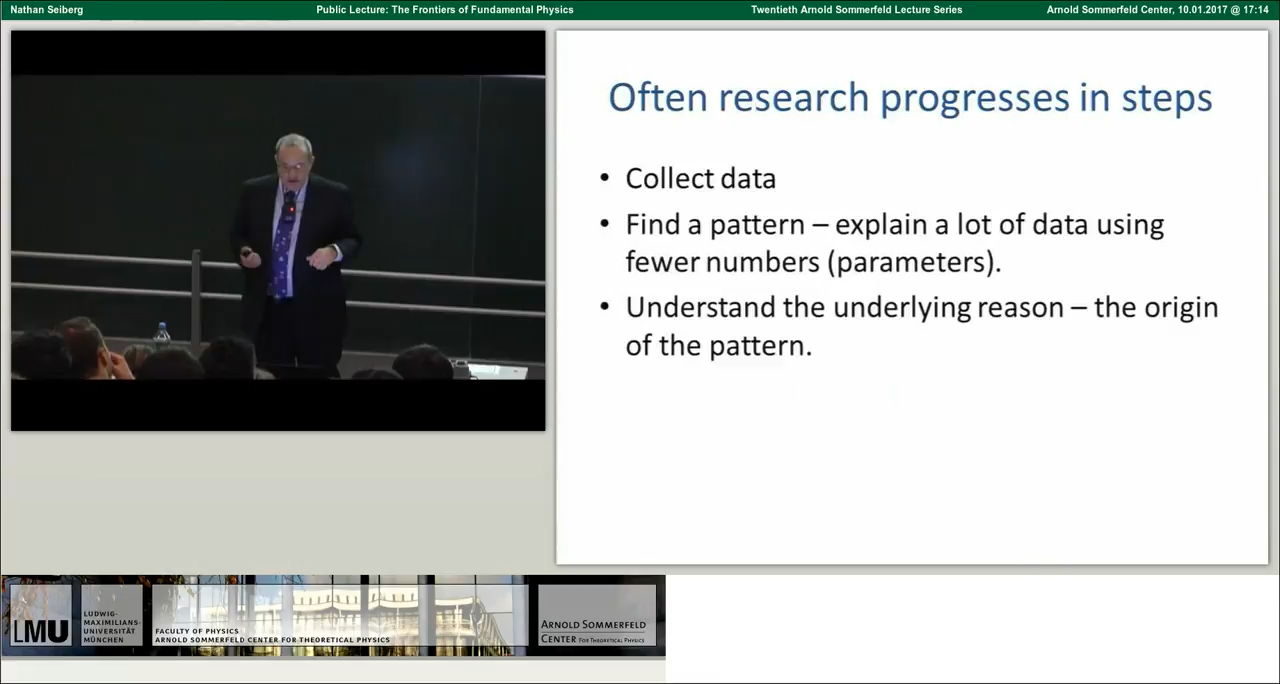 Nathan Seiberg
Public Lecture: The Frontiers of Fundamental Physics
Twentieth Arnold Sommerfeld Lecture Series
Arnold Sommerfeld Center, 10.01.2017 @ 17:14
Often research progresses in steps
• Collect data
• Find a pattern – explain a lot of data using
fewer numbers (parameters).
• Understand the underlying reason – the origin
of the pattern.
LMU
LUDWIG-
MAXIMILIANS-
UNIVERSITÄT
MÜNCHEN
FACULTY OF PHYSICS
ARNOLD SOMMERFELD CENTER FOR THEORETICAL PHYSICS
ARNOLD SOMMERFELD
CENTER FOR THEORETICAL PHYSICS